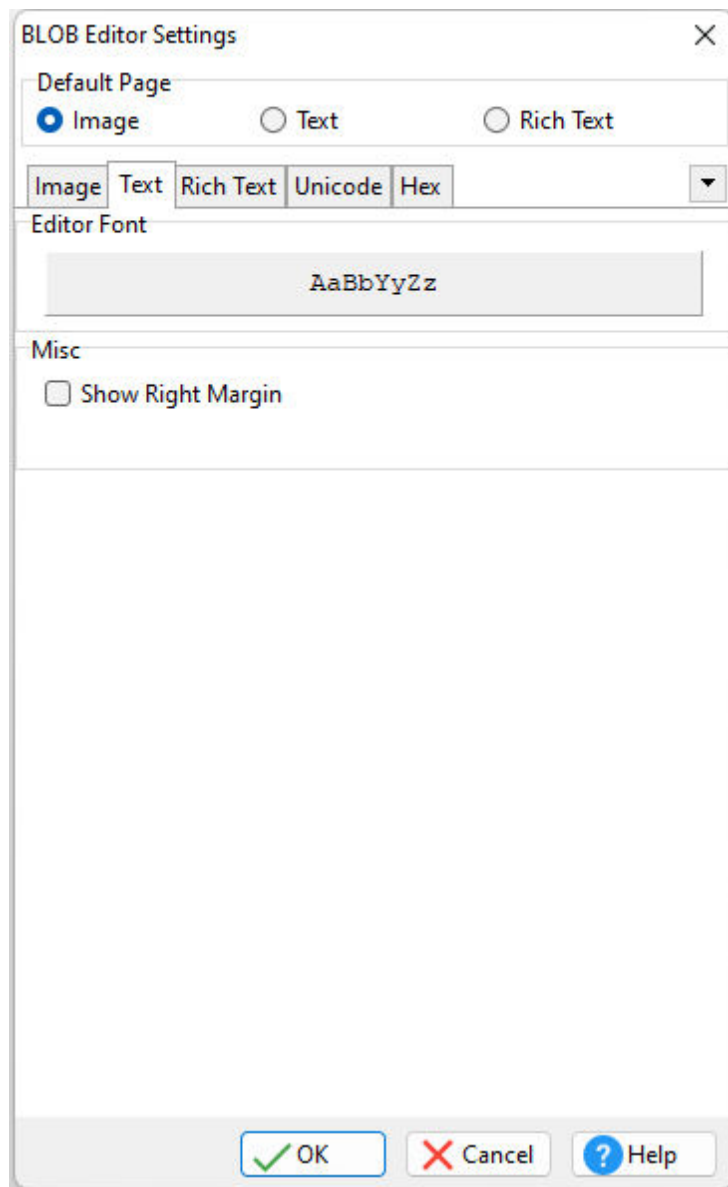 BLOB Editor Settings
Default Page
Image Text Rich Text
Image Text Rich Text Unicode Hex
Editor Font
AaBbYyZz
Misc
Show Right Margin
OK Cancel Help